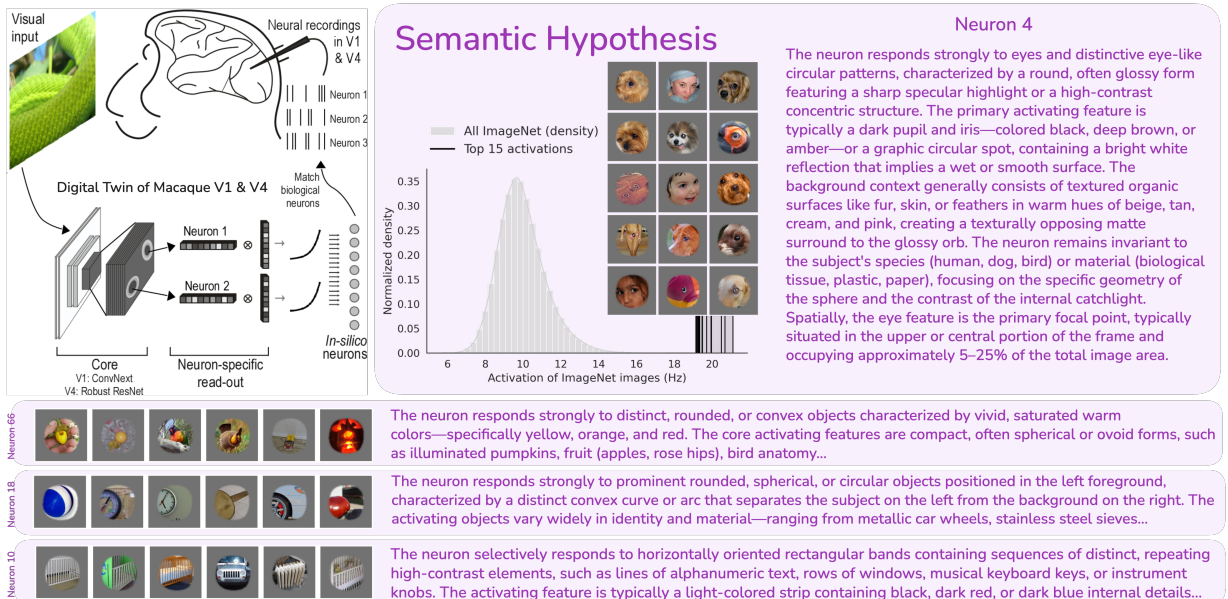 Visual
input
Neural recordings
in V1
& V4
Neuron 1
Neuron 2
Neuron 3
Match
biological
neurons
Digital Twin of Macaque V1 & V4
Neuron 1
⊗
→
Neuron 2
⊗
→
In-silico
neurons
Core
V1: ConvNext
V4: Robust ResNet
Neuron-specific
read-out
Semantic Hypothesis
All ImageNet (density)
Top 15 activations
Normalized density
0.35
0.30
0.25
0.20
0.15
0.10
0.05
0.00
6 8 10 12 14 16 18 20
Activation of ImageNet images (Hz)
Neuron 4
The neuron responds strongly to eyes and distinctive eye-like
circular patterns, characterized by a round, often glossy form
featuring a sharp specular highlight or a high-contrast
concentric structure. The primary activating feature is
typically a dark pupil and iris—colored black, deep brown, or
amber—or a graphic circular spot, containing a bright white
reflection that implies a wet or smooth surface. The
background context generally consists of textured organic
surfaces like fur, skin, or feathers in warm hues of beige, tan,
cream, and pink, creating a texturally opposing matte
surround to the glossy orb. The neuron remains invariant to
the subject's species (human, dog, bird) or material (biological
tissue, plastic, paper), focusing on the specific geometry of
the sphere and the contrast of the internal catchlight.
Spatially, the eye feature is the primary focal point, typically
situated in the upper or central portion of the frame and
occupying approximately 5–25% of the total image area.
Neuron 66
The neuron responds strongly to distinct, rounded, or convex objects characterized by vivid, saturated warm
colors—specifically yellow, orange, and red. The core activating features are compact, often spherical or ovoid forms, such
as illuminated pumpkins, fruit (apples, rose hips), bird anatomy...
Neuron 18
The neuron responds strongly to prominent rounded, spherical, or circular objects positioned in the left foreground,
characterized by a distinct convex curve or arc that separates the subject on the left from the background on the right. The
activating objects vary widely in identity and material—ranging from metallic car wheels, stainless steel sieves...
Neuron 10
The neuron selectively responds to horizontally oriented rectangular bands containing sequences of distinct, repeating
high-contrast elements, such as lines of alphanumeric text, rows of windows, musical keyboard keys, or instrument
knobs. The activating feature is typically a light-colored strip containing black, dark red, or dark blue internal details...